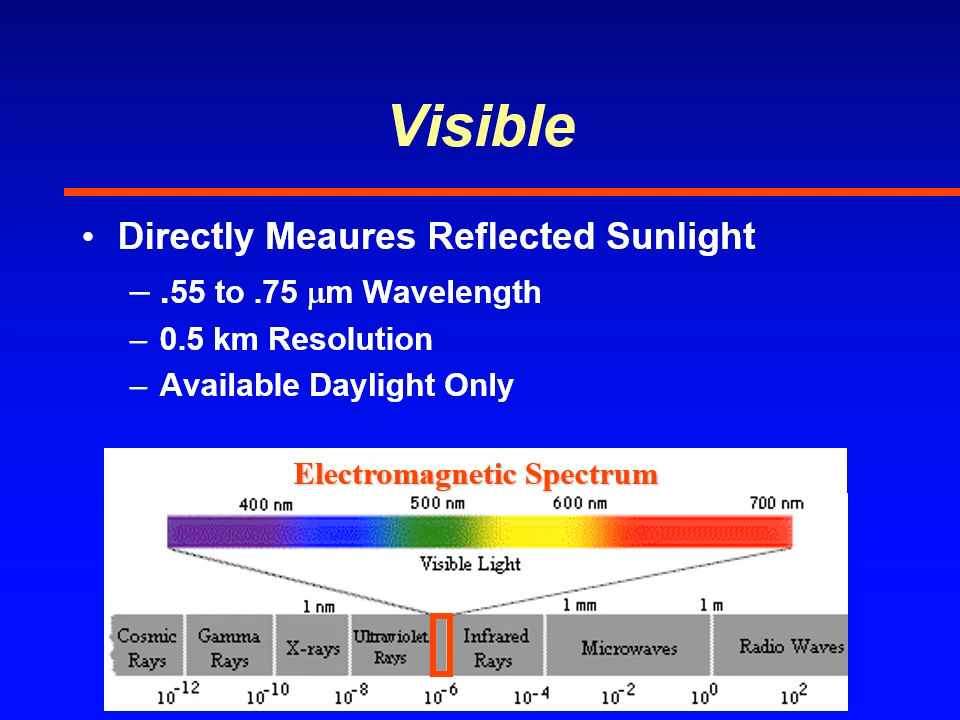 Visible
• Directly Meaures Reflected Sunlight
– .55 to .75 μm Wavelength
– 0.5 km Resolution
– Available Daylight Only
Electromagnetic Spectrum
400 nm 500 nm 600 nm 700 nm
Visible Light
1 nm 1 mm 1 m
Cosmic Rays Gamma Rays X-rays Ultraviolet Rays Infrared Rays Microwaves Radio Waves
10⁻¹² 10⁻¹⁰ 10⁻⁸ 10⁻⁶ 10⁻⁴ 10⁻² 10⁰ 10²